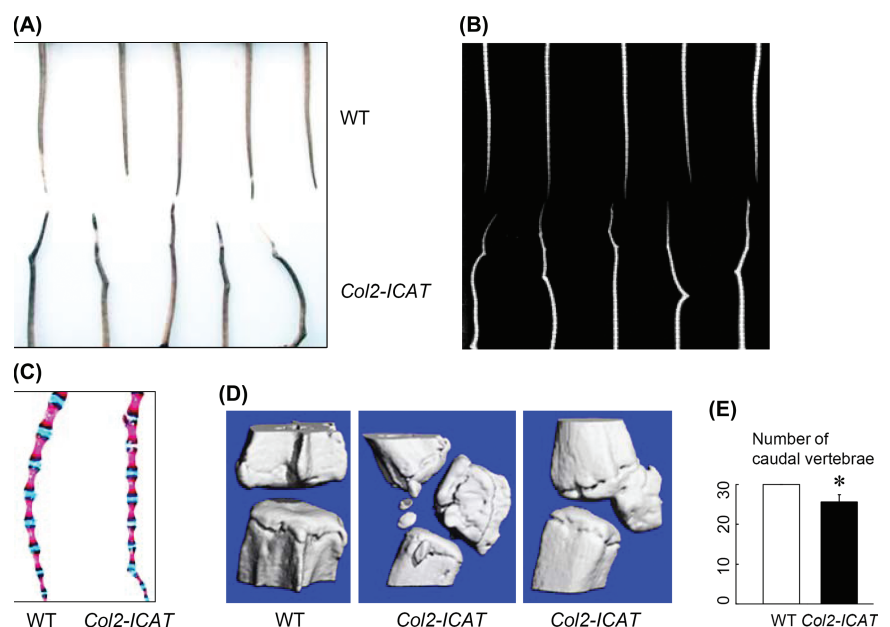 (A)
WT
Col2-ICAT
(B)
(C)
WT Col2-ICAT
(D)
WT
Col2-ICAT
Col2-ICAT
(E)
Number of
caudal vertebrae
*
30
20
10
0
WT Col2-ICAT